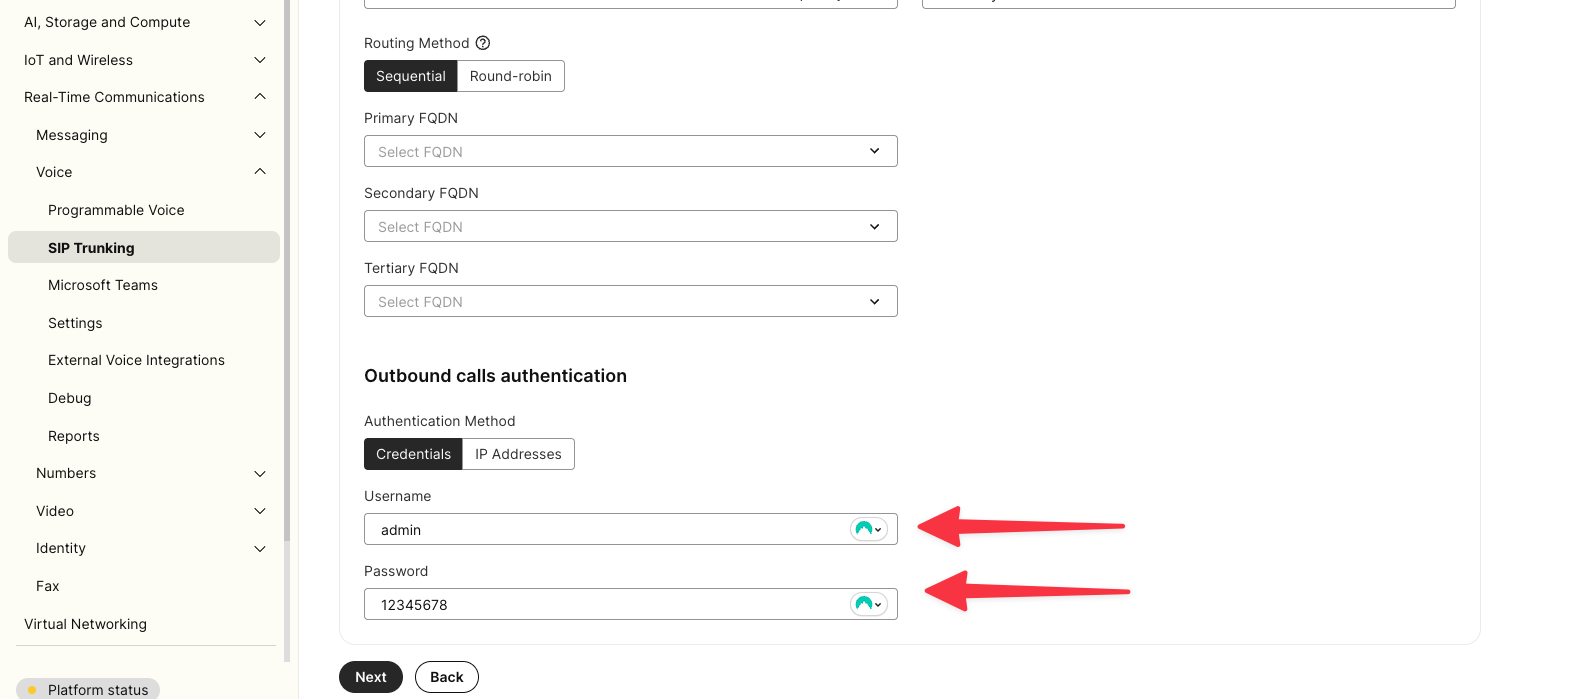 AI, Storage and Compute
IoT and Wireless
Real-Time Communications
Messaging
Voice
Programmable Voice
SIP Trunking
Microsoft Teams
Settings
External Voice Integrations
Debug
Reports
Numbers
Video
Identity
Fax
Virtual Networking
Platform status
Routing Method
Sequential Round-robin
Primary FQDN
Select FQDN
Secondary FQDN
Select FQDN
Tertiary FQDN
Select FQDN
Outbound calls authentication
Authentication Method
Credentials IP Addresses
Username
admin
Password
12345678
Next Back